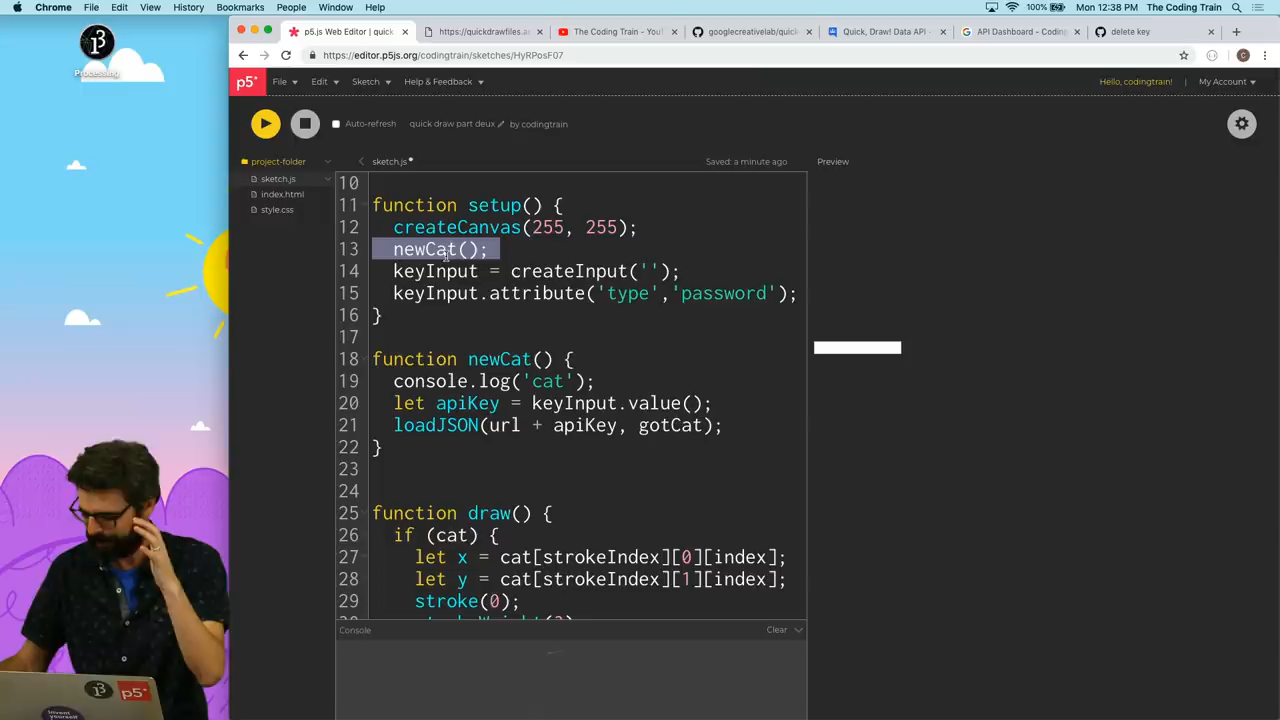 Chrome File Edit View History Bookmarks People Window Help 100% Mon 12:38 PM The Coding Train
p5.js Web Editor | quick
https://quickdrawfiles.ap
The Coding Train - YouT
googlecreativelab/quick
Quick, Draw! Data API -
API Dashboard - Coding
delete key
https://editor.p5js.org/codingtrain/sketches/HyRPosF07
Processing
p5* File Edit Sketch Help & Feedback Hello, codingtrain! | My Account
Auto-refresh quick draw part deux by codingtrain
project-folder
sketch.js
index.html
style.css
sketch.js Saved: a minute ago Preview
10
11 function setup() {
12 createCanvas(255, 255);
13 newCat();
14 keyInput = createInput('');
15 keyInput.attribute('type','password');
16 }
17
18 function newCat() {
19 console.log('cat');
20 let apiKey = keyInput.value();
21 loadJSON(url + apiKey, gotCat);
22 }
23
24
25 function draw() {
26 if (cat) {
27 let x = cat[strokeIndex][0][index];
28 let y = cat[strokeIndex][1][index];
29 stroke(0);
Console Clear
p5*